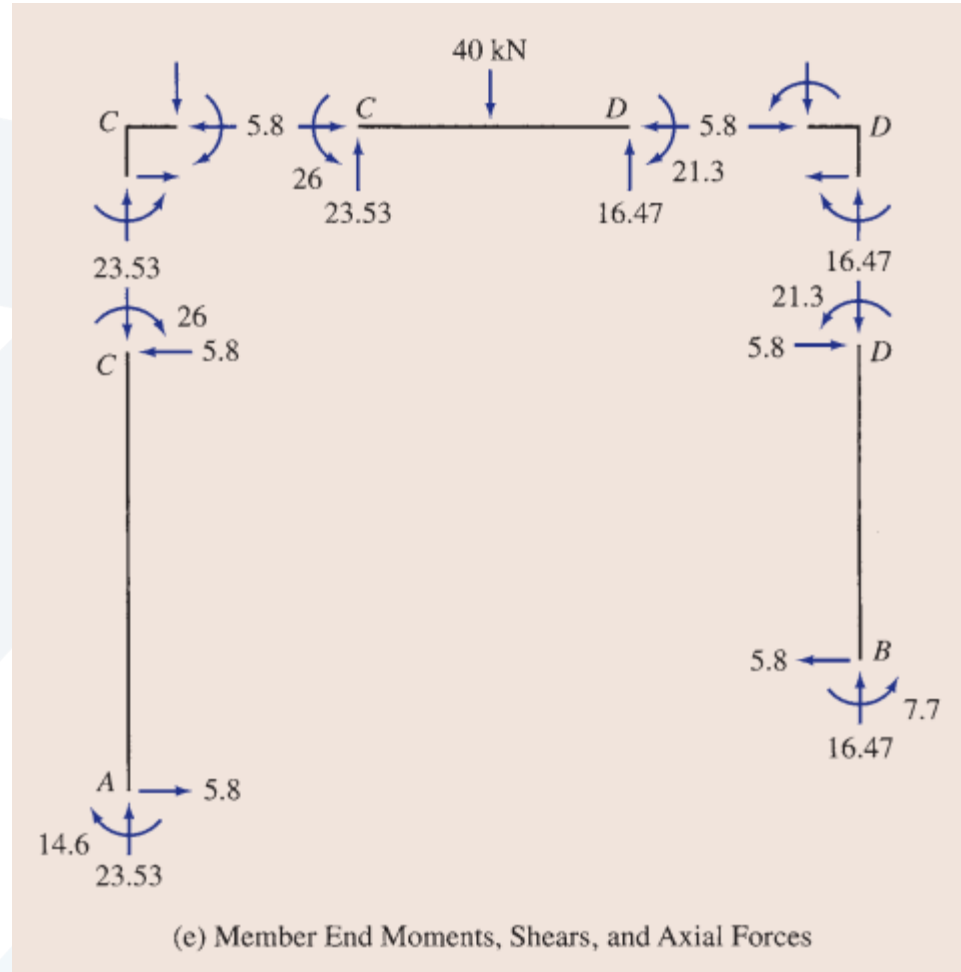 40 kN
C
5.8
C
D
5.8
D
26
21.3
23.53
16.47
23.53
16.47
26
21.3
C
5.8
5.8
D
5.8
B
7.7
16.47
A
5.8
14.6
23.53
(e) Member End Moments, Shears, and Axial Forces